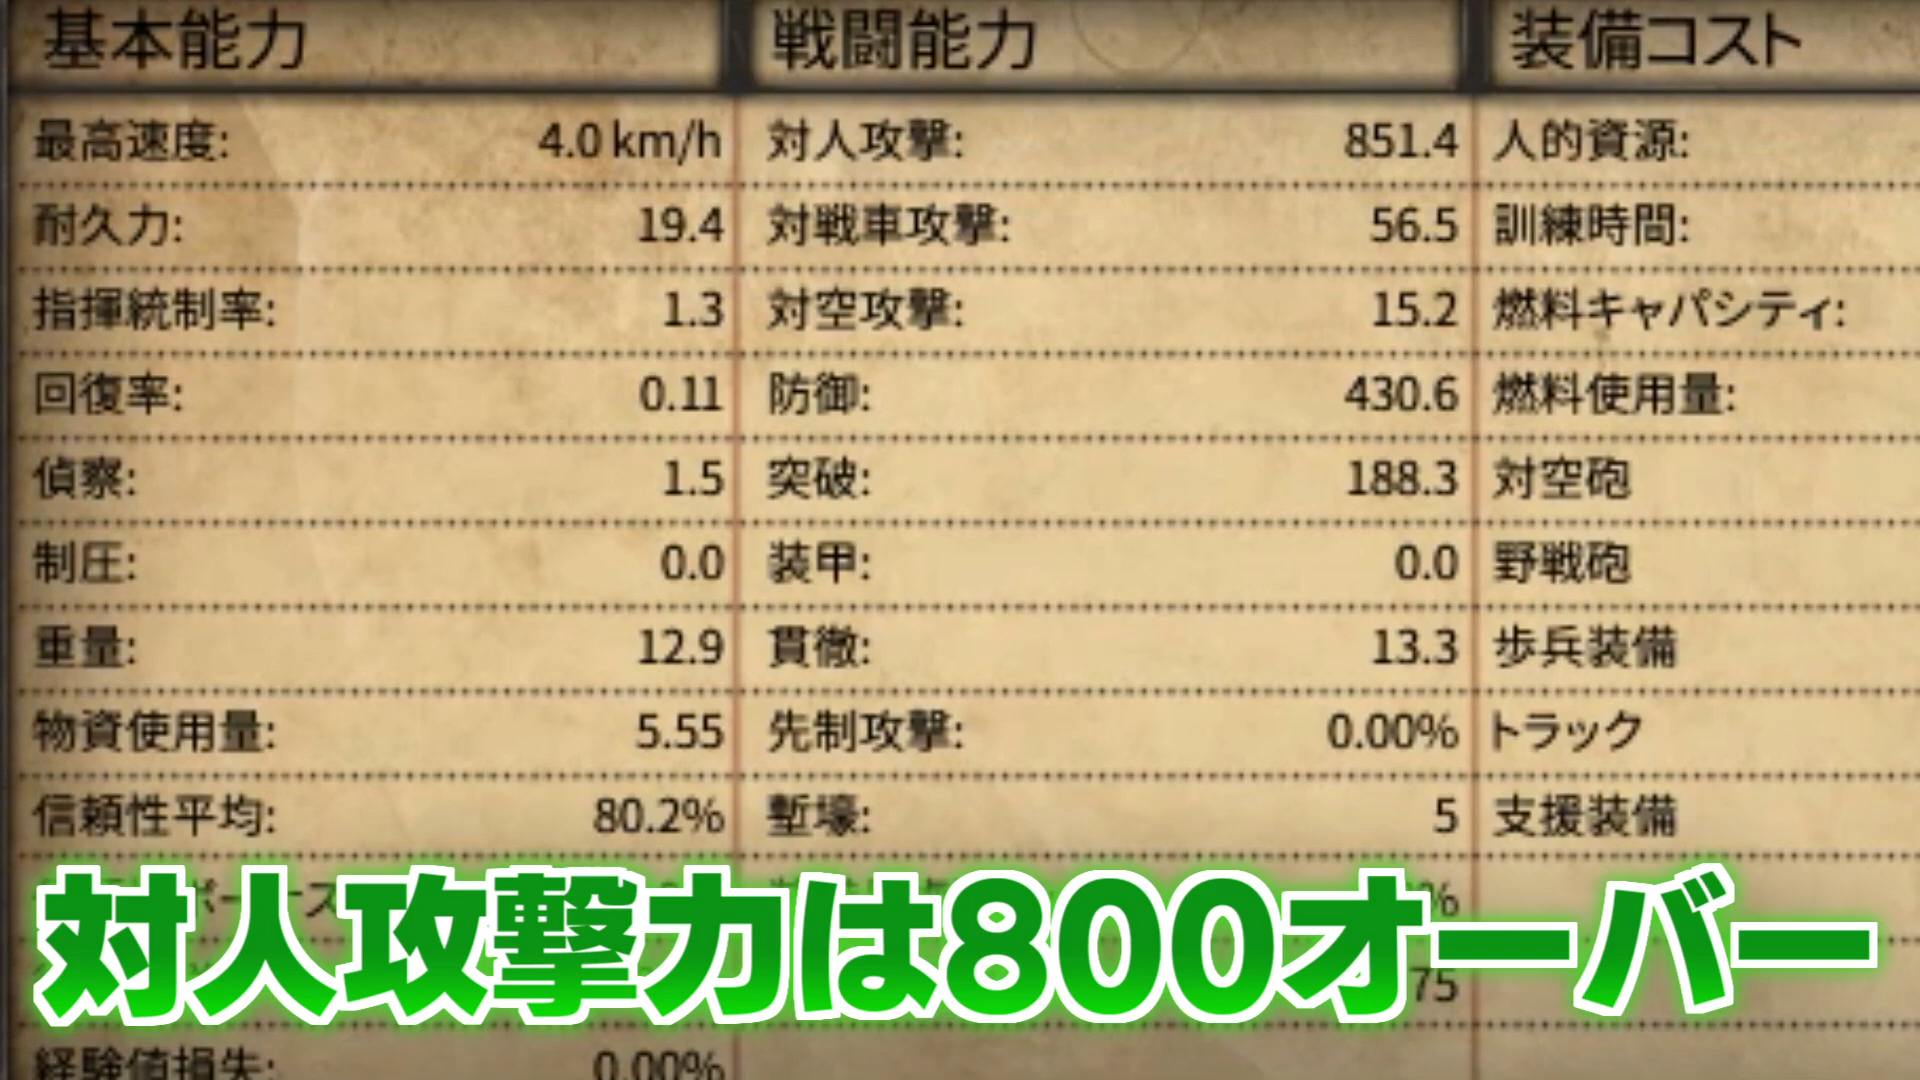 基本能力 戦闘能力 装備コスト
最高速度: 4.0 km/h 対人攻撃: 851.4 人的資源:
耐久力: 19.4 対戦車攻撃: 56.5 訓練時間:
指揮統制率: 1.3 対空攻撃: 15.2 燃料キャパシティ:
回復率: 0.11 防御: 430.6 燃料使用量:
偵察: 1.5 突破: 188.3 対空砲
制圧: 0.0 装甲: 0.0 野戦砲
重量: 12.9 貫徹: 13.3 歩兵装備
物資使用量: 5.55 先制攻撃: 0.00% トラック
信頼性平均: 80.2% 塹壕: 5 支援装備
対人攻撃力は800オーバー
75
経験値損失: 0.00%